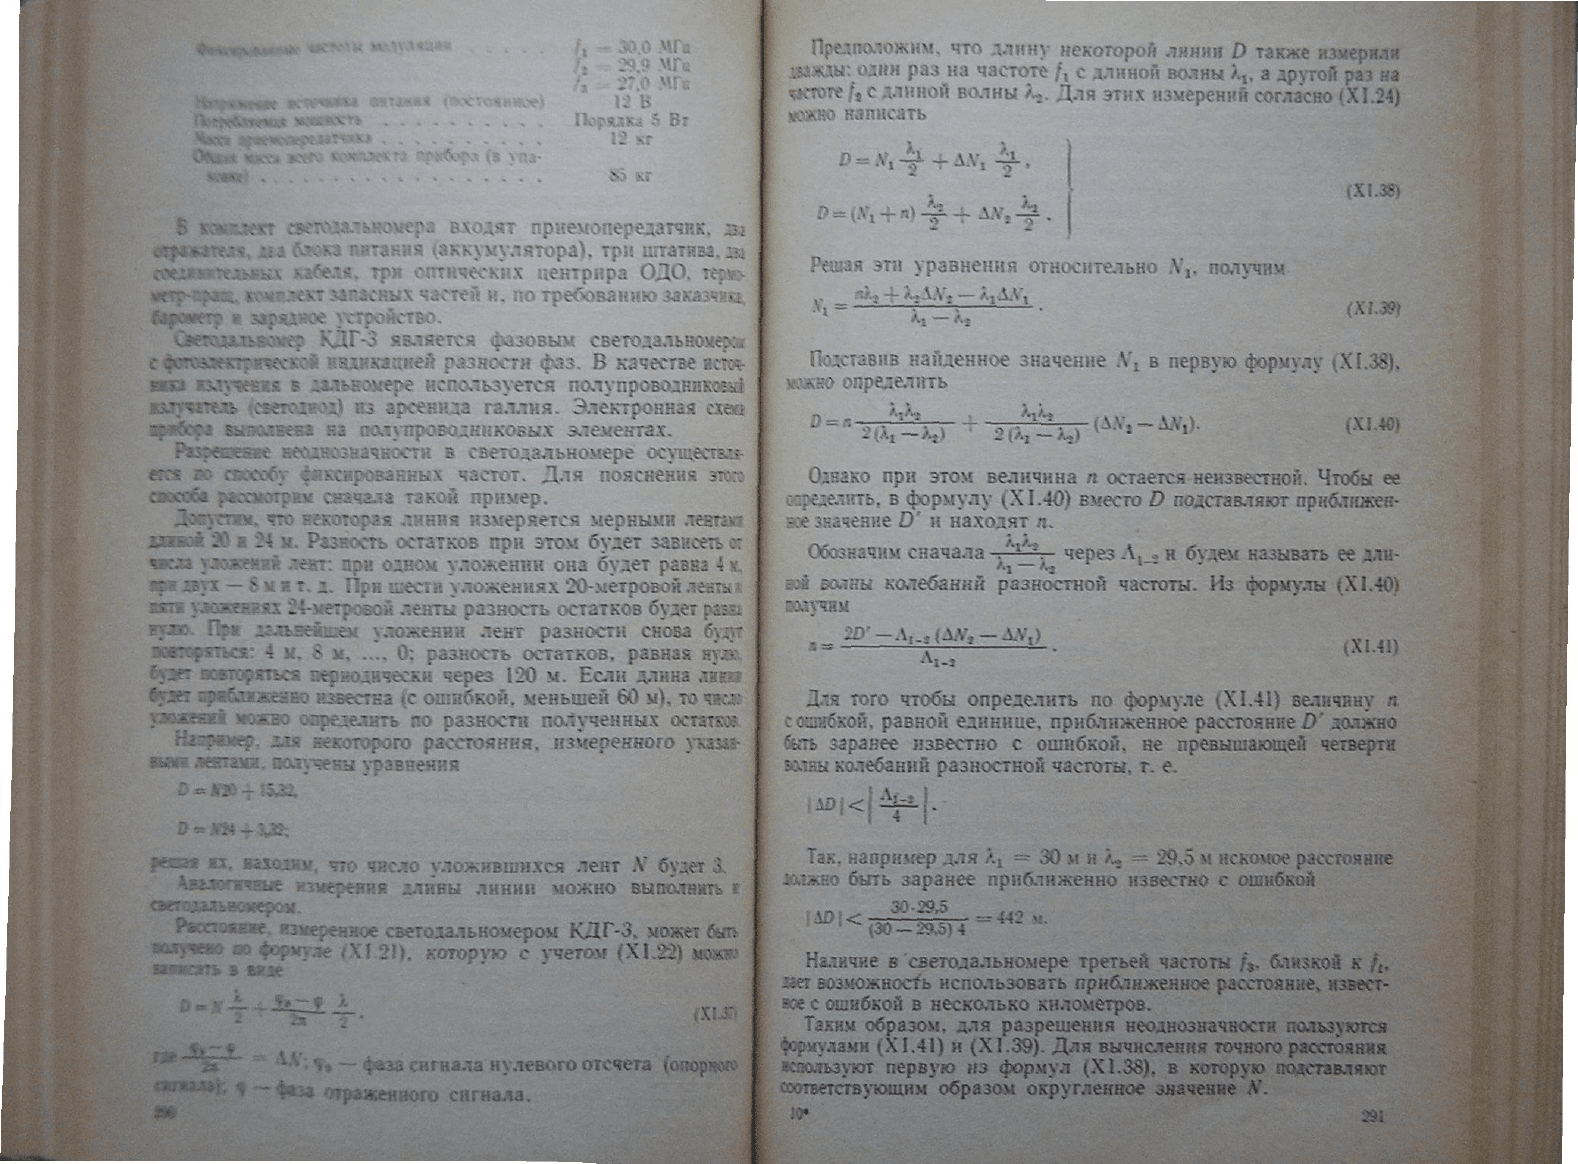 Фиксированные частоты модуляции . . . . . f₁ = 30,0 МГц
f₂ = 29,9 МГц
f₃ = 27,0 МГц
Напряжение источника питания (постоянное) 12 В
Потребляемая мощность . . . . . . . . . . Порядка 5 Вт
Масса приемопередатчика . . . . . . . . . . 12 кг
Общая масса всего комплекта прибора (в упа-
ковке) . . . . . . . . . . . . . . . . . . 85 кг
В комплект светодальномера входят приемопередатчик, два
отражателя, два блока питания (аккумулятора), три штатива, два
соединительных кабеля, три оптических центрира ОДО, термо-
метр-пращ, комплект запасных частей и, по требованию заказчика,
барометр и зарядное устройство.
Светодальномер КДГ-3 является фазовым светодальномером
с фотоэлектрической индикацией разности фаз. В качестве источ-
ника излучения в дальномере используется полупроводниковый
излучатель (светодиод) из арсенида галлия. Электронная схема
прибора выполнена на полупроводниковых элементах.
Разрешение неоднозначности в светодальномере осуществля-
ется по способу фиксированных частот. Для пояснения этого
способа рассмотрим сначала такой пример.
Допустим, что некоторая линия измеряется мерными лентами
длиной 20 и 24 м. Разность остатков при этом будет зависеть от
числа уложений лент: при одном уложении она будет равна 4 м,
при двух — 8 м и т. д. При шести уложениях 20-метровой ленты и
пяти уложениях 24-метровой ленты разность остатков будет равна
нулю. При дальнейшем уложении лент разности снова будут
повторяться: 4 м, 8 м, ..., 0; разность остатков, равная нулю,
будет повторяться периодически через 120 м. Если длина линии
будет приближенно известна (с ошибкой, меньшей 60 м), то число
уложений можно определить по разности полученных остатков.
Например, для некоторого расстояния, измеренного указан-
ными лентами, получены уравнения
D = N20 + 15,32,
D = N24 + 3,32;
решая их, находим, что число уложившихся лент N будет 3.
Аналогичные измерения длины линии можно выполнить и
светодальномером.
Расстояние, измеренное светодальномером КДГ-3, может быть
получено по формуле (XI.21), которую с учетом (XI.22) можно
записать в виде
D = N λ/2 + (φ₀ — φ)/2π λ/2 . (XI.37)
где (φ₀ — φ)/2π = ΔN; φ₀ — фаза сигнала нулевого отсчета (опорного
сигнала); φ — фаза отраженного сигнала.
290
Предположим, что длину некоторой линии D также измерили
дважды: один раз на частоте f₁ с длиной волны λ₁, а другой раз на
частоте f₂ с длиной волны λ₂. Для этих измерений согласно (XI.24)
можно написать
D = N₁ λ₁/2 + ΔN₁ λ₁/2 ,
(XI.38)
D = (N₁ + n) λ₂/2 + ΔN₂ λ₂/2 .
Решая эти уравнения относительно N₁, получим
N₁ = (nλ₂ + λ₂ΔN₂ — λ₁ΔN₁)/(λ₁ — λ₂) . (XI.39)
Подставив найденное значение N₁ в первую формулу (XI.38),
можно определить
D = n λ₁λ₂/2 (λ₁ — λ₂) + λ₁λ₂/2 (λ₁ — λ₂) (ΔN₂ — ΔN₁). (XI.40)
Однако при этом величина n остается неизвестной. Чтобы ее
определить, в формулу (XI.40) вместо D подставляют приближен-
ное значение D′ и находят n.
Обозначим сначала λ₁λ₂/(λ₁ — λ₂) через Λ₁₋₂ и будем называть ее дли-
ной волны колебаний разностной частоты. Из формулы (XI.40)
получим
n = (2D′ — Λ₁₋₂ (ΔN₂ — ΔN₁))/Λ₁₋₂ . (XI.41)
Для того чтобы определить по формуле (XI.41) величину n
с ошибкой, равной единице, приближенное расстояние D′ должно
быть заранее известно с ошибкой, не превышающей четверти
волны колебаний разностной частоты, т. е.
|ΔD| < |Λ₁₋₂/4| .
Так, например для λ₁ = 30 м и λ₂ = 29,5 м искомое расстояние
должно быть заранее приближенно известно с ошибкой
|ΔD| < 30·29,5/(30 — 29,5) 4 = 442 м.
Наличие в светодальномере третьей частоты f₃, близкой к f₁,
дает возможность использовать приближенное расстояние, извест-
ное с ошибкой в несколько километров.
Таким образом, для разрешения неоднозначности пользуются
формулами (XI.41) и (XI.39). Для вычисления точного расстояния
используют первую из формул (XI.38), в которую подставляют
соответствующим образом округленное значение N.
10* 291